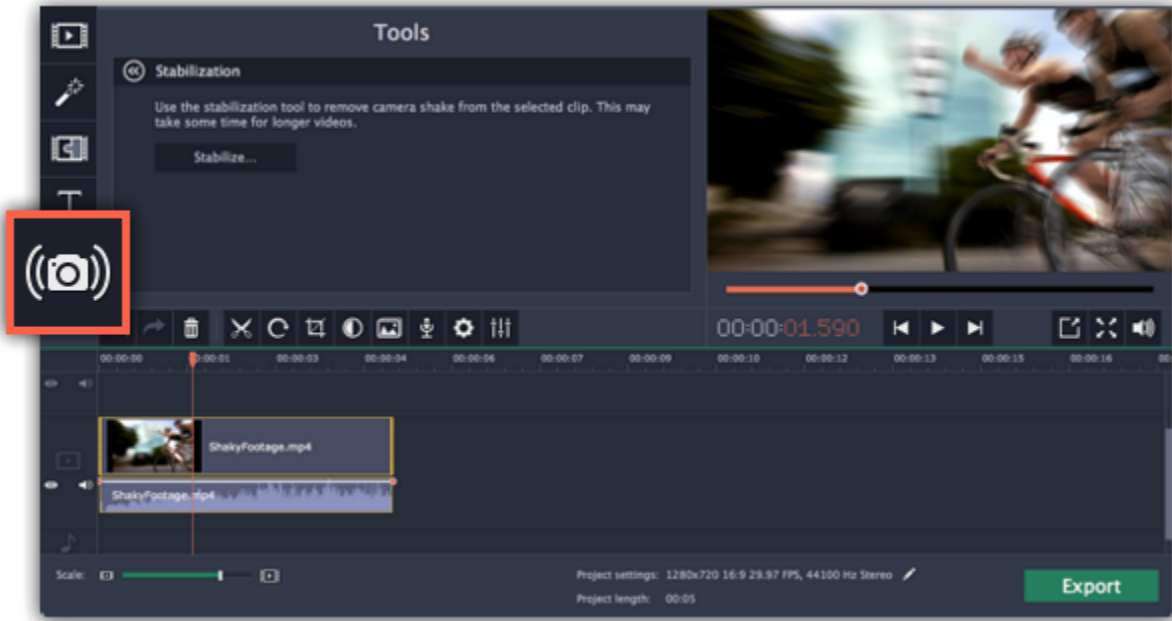 Tools
Stabilization
Use the stabilization tool to remove camera shake from the selected clip. This may
take some time for longer videos.
Stabilize...
T
00:00:01.590
00:00:00 00:00:01 00:00:03 00:00:04 00:00:06 00:00:07 00:00:09 00:00:10 00:00:12 00:00:13 00:00:15 00:00:16
ShakyFootage.mp4
ShakyFootage.mp4
Scale:
Project settings: 1280x720 16:9 29.97 FPS, 44100 Hz Stereo
Project length: 00:05
Export